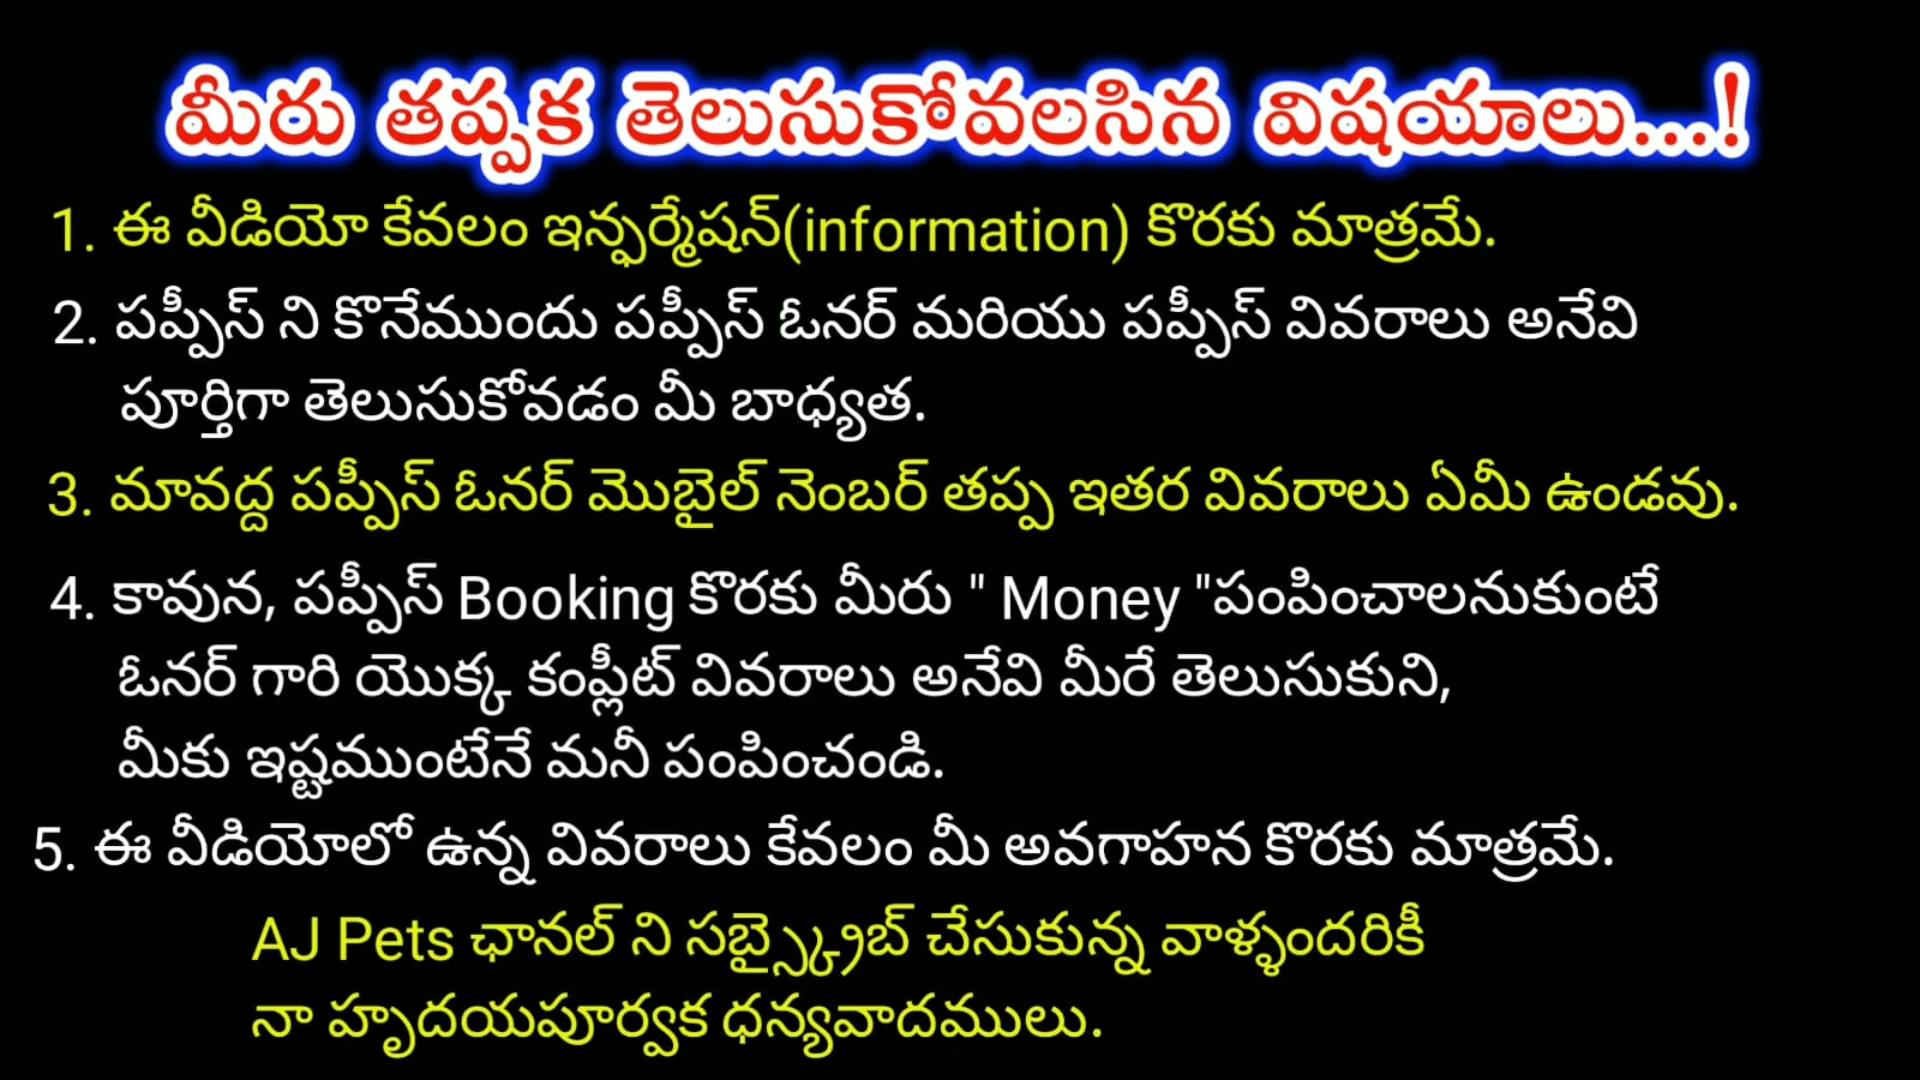 మీరు తప్పక తెలుసుకోవలసిన విషయాలు....!
1. ఈ వీడియో కేవలం ఇన్ఫర్మేషన్(information) కొరకు మాత్రమే.
2. పప్పీస్ ని కొనేముందు పప్పీస్ ఓనర్ మరియు పప్పీస్ వివరాలు అనేవి
పూర్తిగా తెలుసుకోవడం మీ బాధ్యత.
3. మావద్ద పప్పీస్ ఓనర్ మొబైల్ నెంబర్ తప్ప ఇతర వివరాలు ఏమీ ఉండవు.
4. కావున, పప్పీస్ Booking కొరకు మీరు " Money "పంపించాలనుకుంటే
ఓనర్ గారి యొక్క కంప్లీట్ వివరాలు అనేవి మీరే తెలుసుకుని,
మీకు ఇష్టముంటేనే మనీ పంపించండి.
5. ఈ వీడియోలో ఉన్న వివరాలు కేవలం మీ అవగాహన కొరకు మాత్రమే.
AJ Pets ఛానల్ ని సబ్స్క్రైబ్ చేసుకున్న వాళ్ళందరికీ
నా హృదయపూర్వక ధన్యవాదములు.